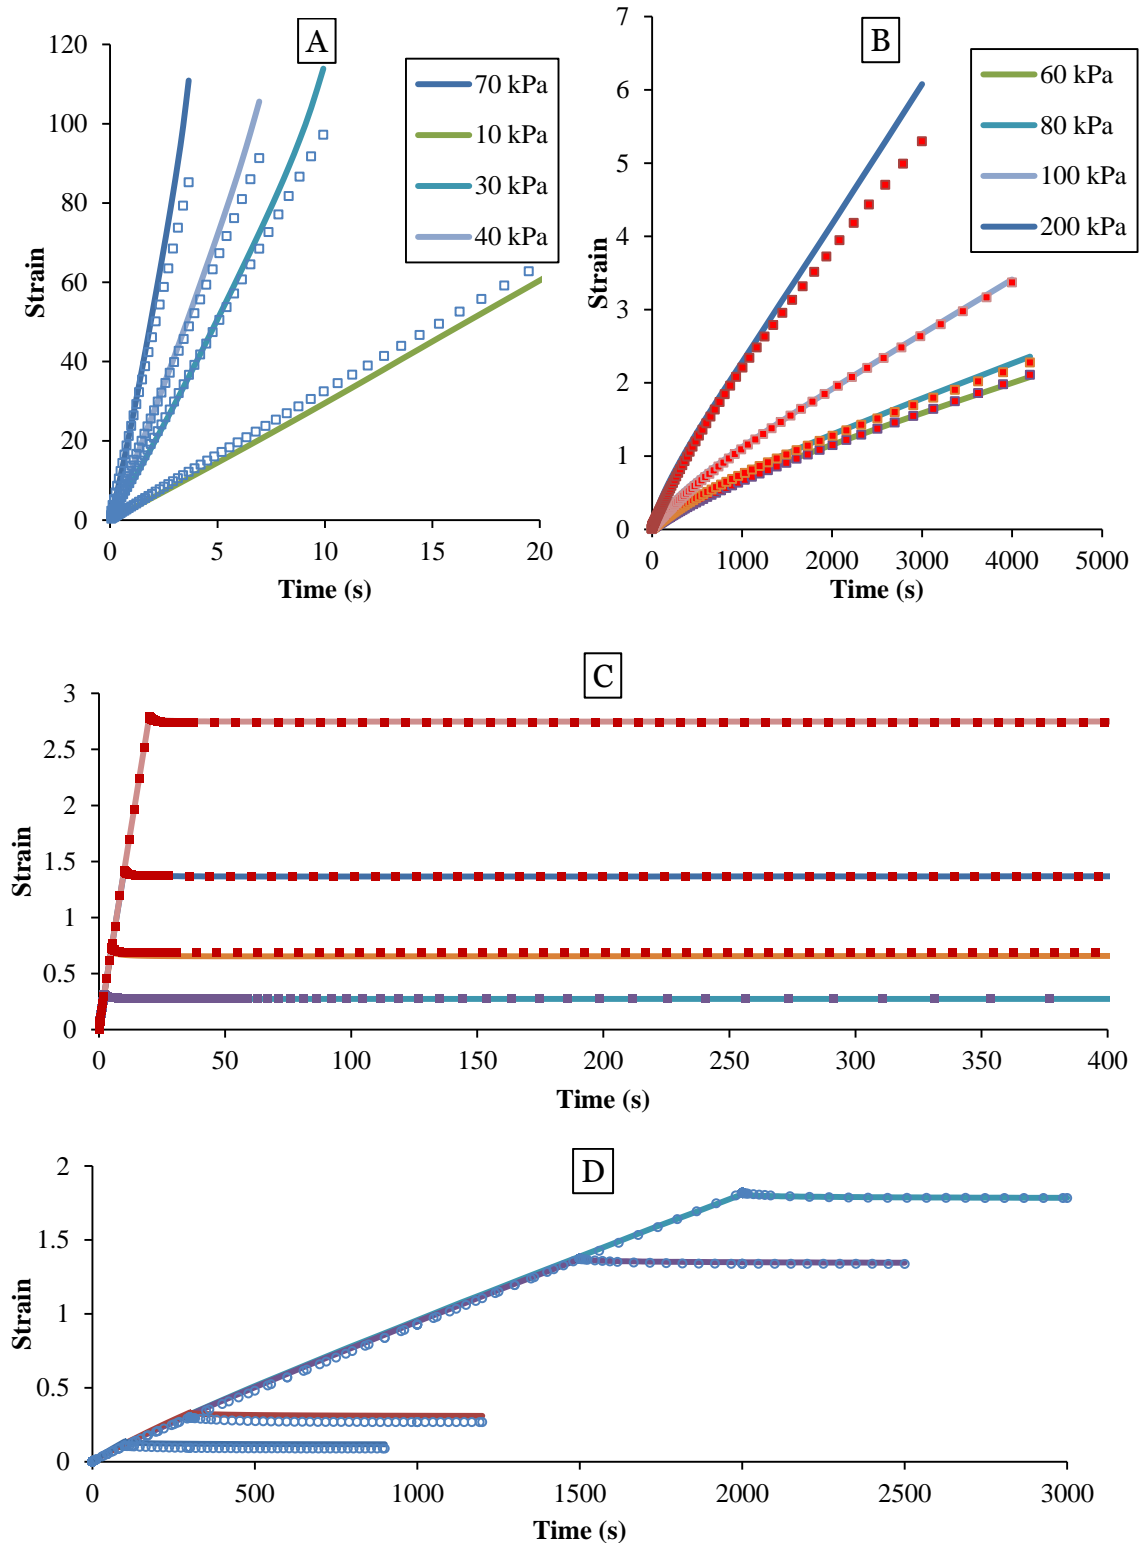 A
120
100
80
60
40
20
0
Strain
0 5 10 15 20
Time (s)
70 kPa
10 kPa
30 kPa
40 kPa
B
7
6
5
4
3
2
1
0
Strain
0 1000 2000 3000 4000 5000
Time (s)
60 kPa
80 kPa
100 kPa
200 kPa
C
3
2.5
2
1.5
1
0.5
0
Strain
0 50 100 150 200 250 300 350 400
Time (s)
D
2
1.5
1
0.5
0
Strain
0 500 1000 1500 2000 2500 3000
Time (s)